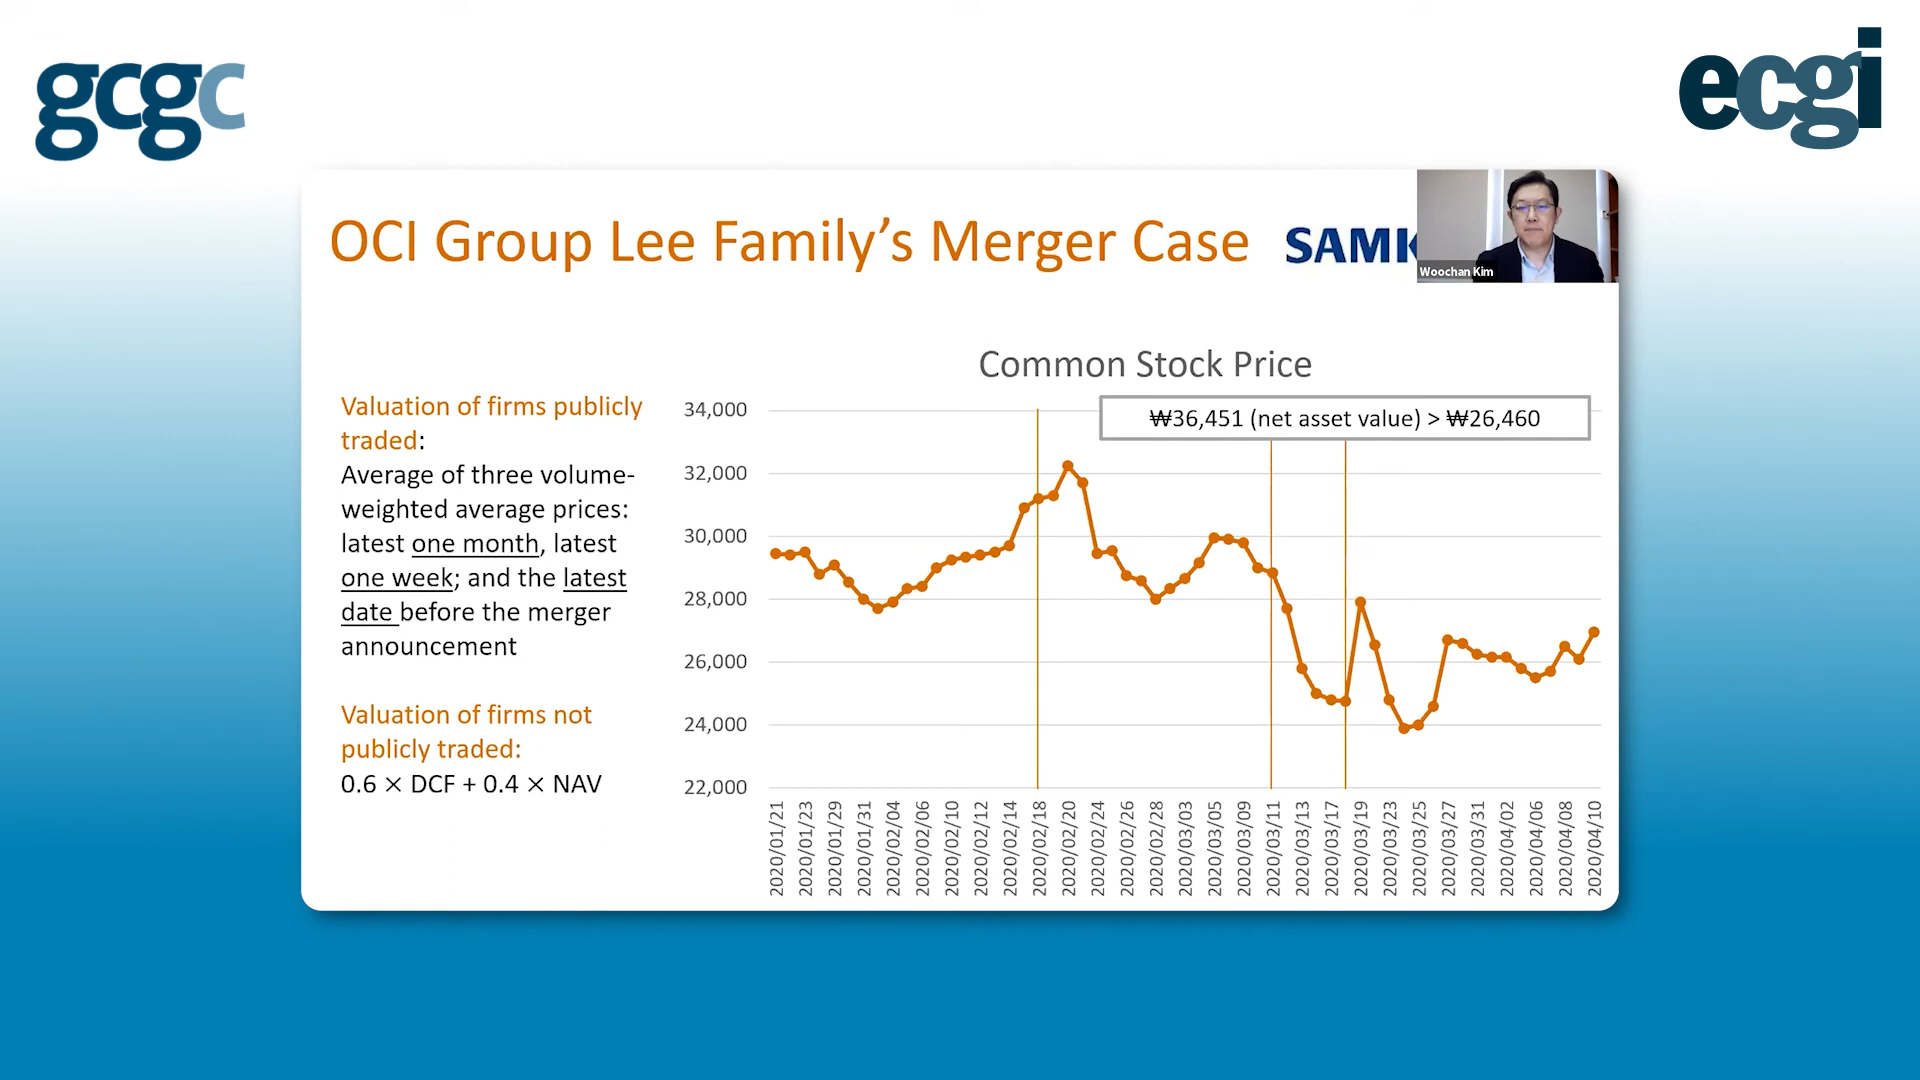 gcgc
ecgi
OCI Group Lee Family’s Merger Case
SAMK
Woochan Kim
Common Stock Price
Valuation of firms publicly
traded:
Average of three volume-
weighted average prices:
latest one month, latest
one week; and the latest
date before the merger
announcement
Valuation of firms not
publicly traded:
0.6 × DCF + 0.4 × NAV
₩36,451 (net asset value) > ₩26,460
34,000
32,000
30,000
28,000
26,000
24,000
22,000
2020/01/21
2020/01/23
2020/01/29
2020/01/31
2020/02/04
2020/02/06
2020/02/10
2020/02/12
2020/02/14
2020/02/18
2020/02/20
2020/02/24
2020/02/26
2020/02/28
2020/03/03
2020/03/05
2020/03/09
2020/03/11
2020/03/13
2020/03/17
2020/03/19
2020/03/23
2020/03/25
2020/03/27
2020/03/31
2020/04/02
2020/04/06
2020/04/08
2020/04/10